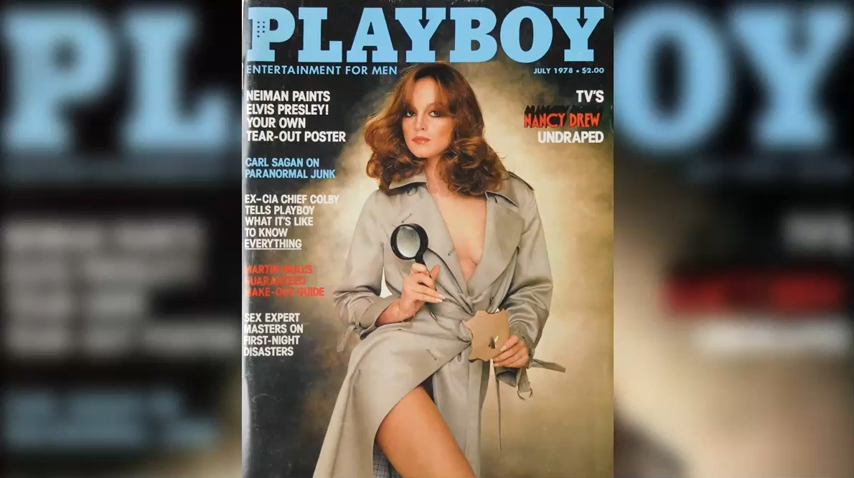 PLAYBOY
ENTERTAINMENT FOR MEN
JULY 1978 • $2.00
NEIMAN PAINTS
ELVIS PRESLEY!
YOUR OWN
TEAR-OUT POSTER
CARL SAGAN ON
PARANORMAL JUNK
EX-CIA CHIEF COLBY
TELLS PLAYBOY
WHAT IT'S LIKE
TO KNOW
EVERYTHING
MARTIN MULL'S
GUARANTEED
MAKE-OUT GUIDE
SEX EXPERT
MASTERS ON
FIRST-NIGHT
DISASTERS
TV'S
NANCY DREW
UNDRAPED